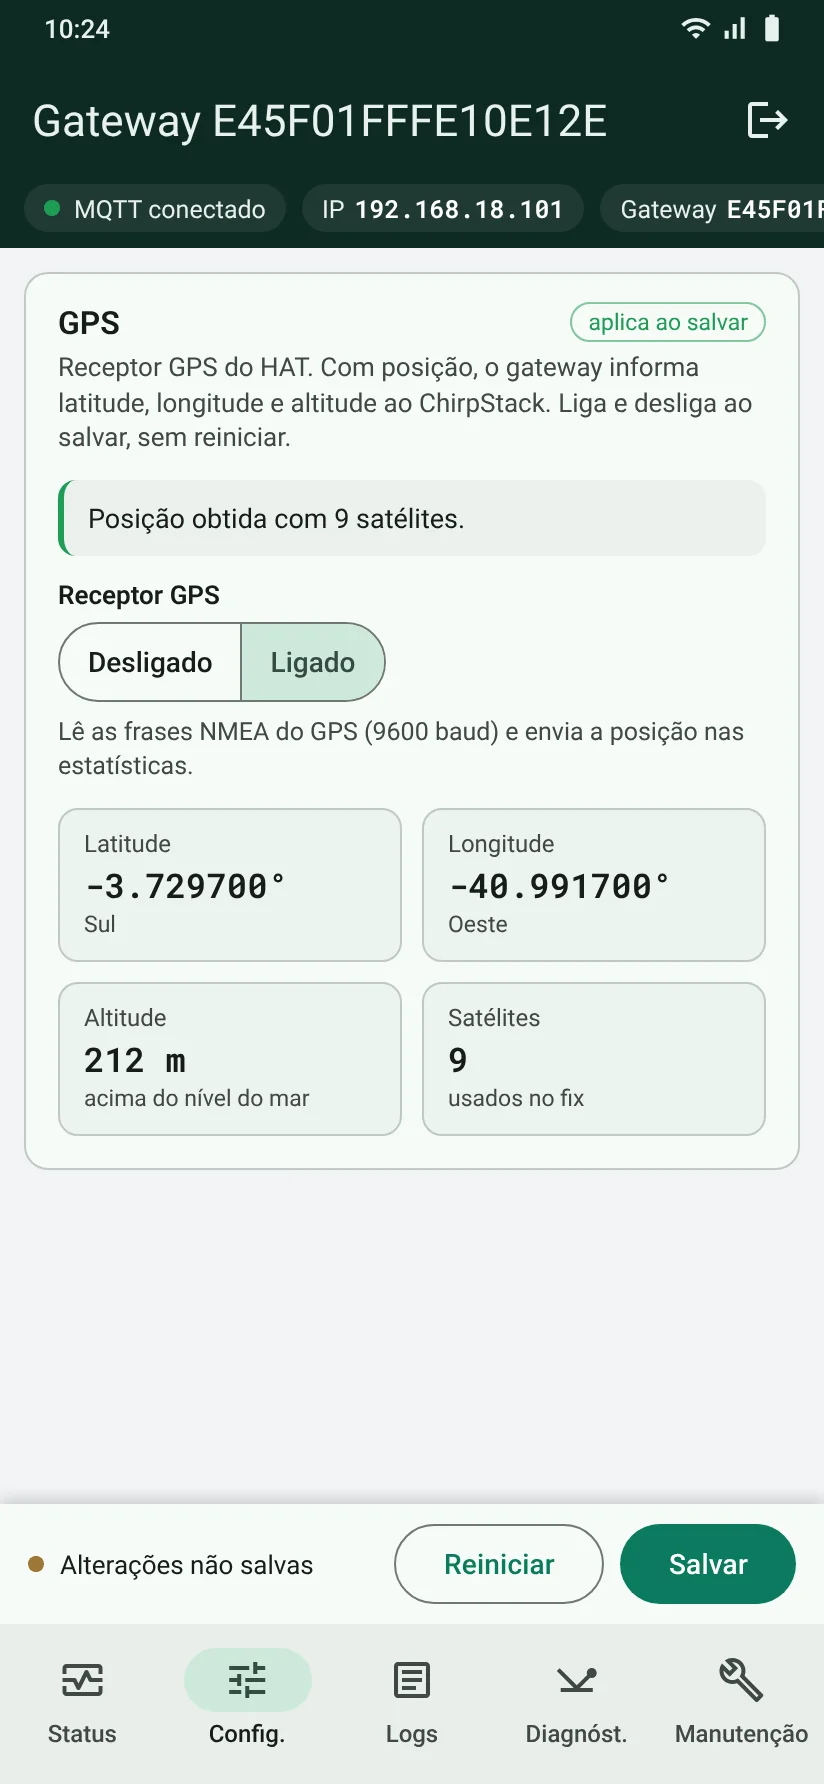 10:24
Gateway E45F01FFFE10E12E
MQTT conectado
IP 192.168.18.101
Gateway E45F01F
GPS
aplica ao salvar
Receptor GPS do HAT. Com posição, o gateway informa
latitude, longitude e altitude ao ChirpStack. Liga e desliga ao
salvar, sem reiniciar.
Posição obtida com 9 satélites.
Receptor GPS
Desligado
Ligado
Lê as frases NMEA do GPS (9600 baud) e envia a posição nas
estatísticas.
Latitude
-3.729700°
Sul
Longitude
-40.991700°
Oeste
Altitude
212 m
acima do nível do mar
Satélites
9
usados no fix
Alterações não salvas
Reiniciar
Salvar
Status
Config.
Logs
Diagnóst.
Manutenção